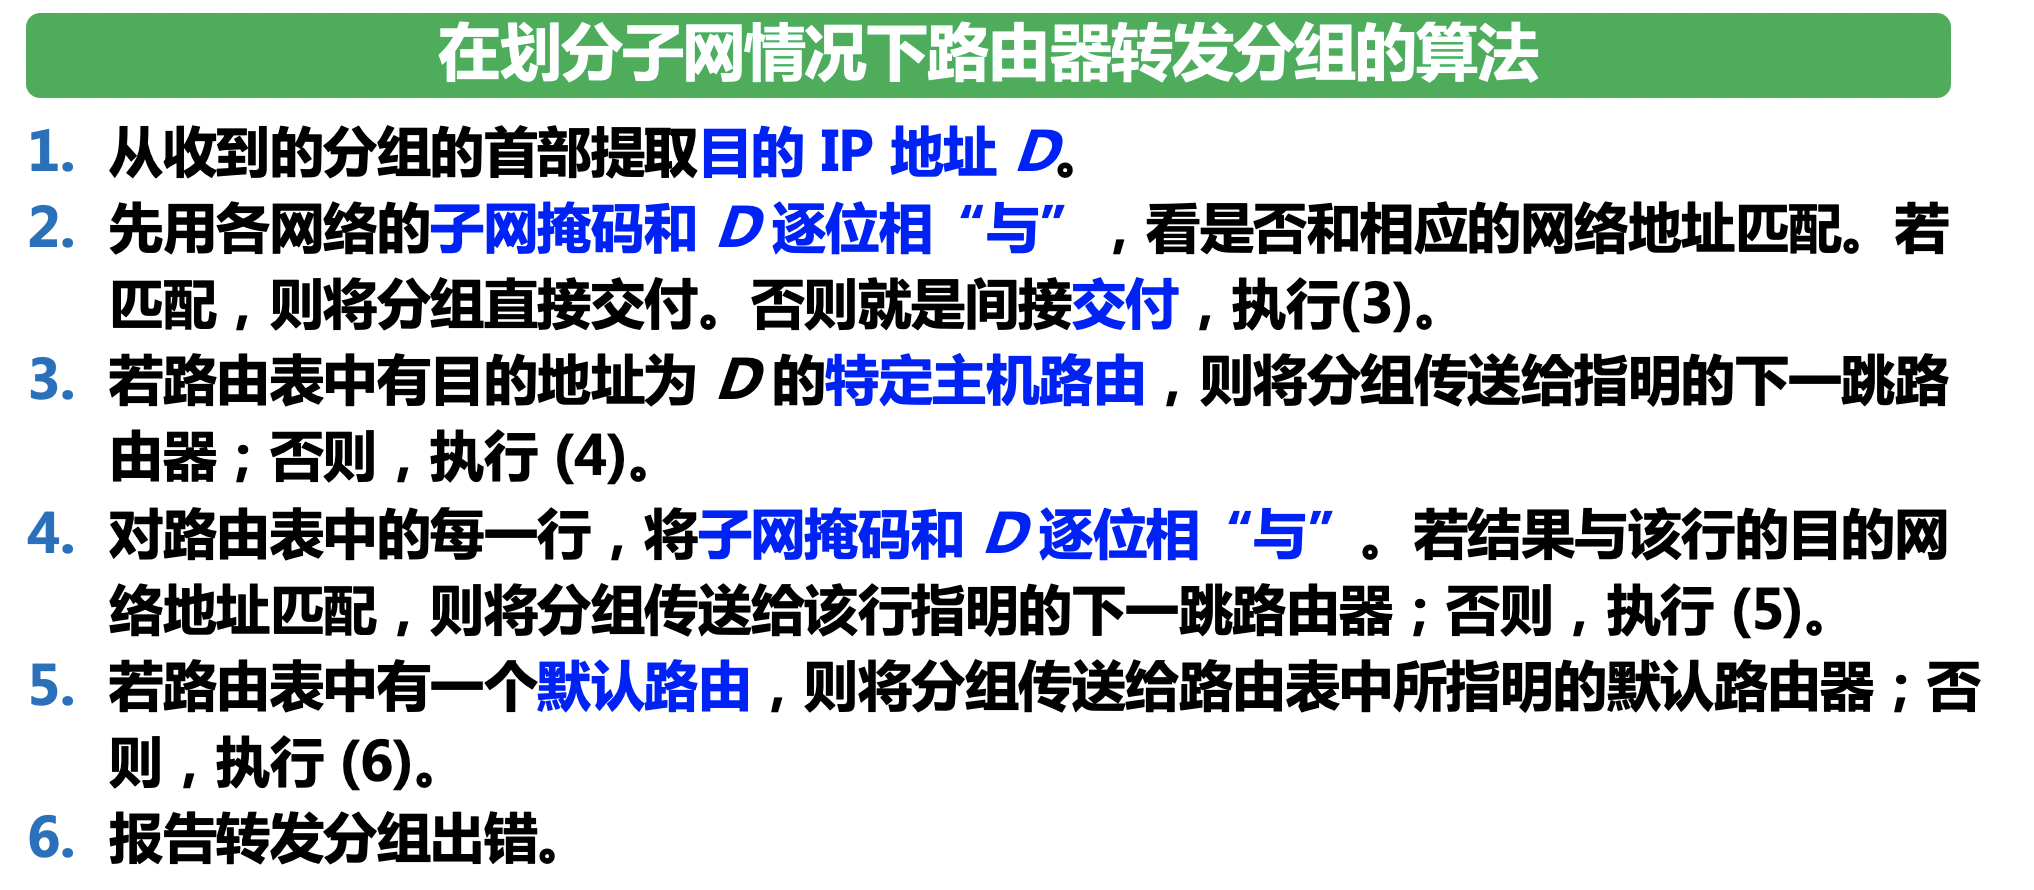 在划分子网情况下路由器转发分组的算法
1. 从收到的分组的首部提取目的 IP 地址 D。
2. 先用各网络的子网掩码和 D 逐位相“与”，看是否和相应的网络地址匹配。若
匹配，则将分组直接交付。否则就是间接交付，执行(3)。
3. 若路由表中有目的地址为 D 的特定主机路由，则将分组传送给指明的下一跳路
由器；否则，执行 (4)。
4. 对路由表中的每一行，将子网掩码和 D 逐位相“与”。若结果与该行的目的网
络地址匹配，则将分组传送给该行指明的下一跳路由器；否则，执行 (5)。
5. 若路由表中有一个默认路由，则将分组传送给路由表中所指明的默认路由器；否
则，执行 (6)。
6. 报告转发分组出错。